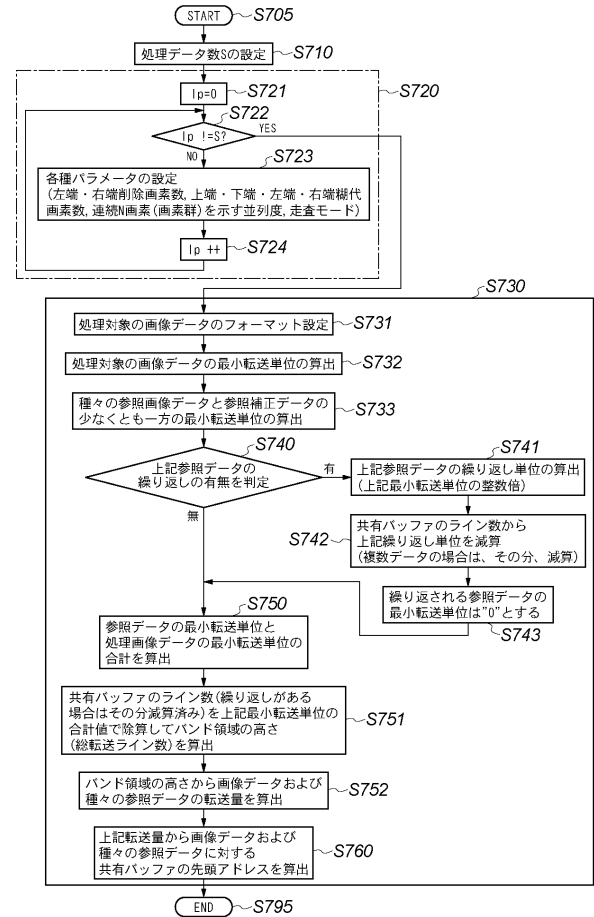 START
S705
処理データ数Sの設定
S710
S720
Ip=0
S721
S722
Ip !=S?
YES
NO
S723
各種パラメータの設定
(左端・右端削除画素数, 上端・下端・左端・右端糊代
画素数, 連続N画素(画素群)を示す並列度, 走査モード)
Ip ++
S724
S730
処理対象の画像データのフォーマット設定
S731
処理対象の画像データの最小転送単位の算出
S732
種々の参照画像データと参照補正データの
少なくとも一方の最小転送単位の算出
S733
S740
上記参照データの
繰り返しの有無を判定
有
無
S741
上記参照データの繰り返し単位の算出
(上記最小転送単位の整数倍)
S742
共有バッファのライン数から
上記繰り返し単位を減算
(複数データの場合は、その分、減算)
繰り返される参照データの
最小転送単位は"0"とする
S743
S750
参照データの最小転送単位と
処理画像データの最小転送単位の
合計を算出
共有バッファのライン数(繰り返しがある
場合はその分減算済み)を上記最小転送単位の
合計値で除算してバンド領域の高さ
(総転送ライン数)を算出
S751
バンド領域の高さから画像データおよび
種々の参照データの転送量を算出
S752
上記転送量から画像データおよび
種々の参照データに対する
共有バッファの先頭アドレスを算出
S760
END
S795